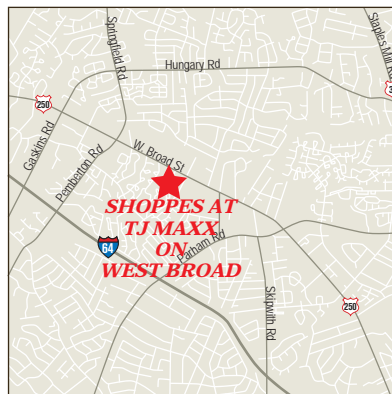 Springfield Rd
Staples Mill Rd
Hungary Rd
250
Gaskins Rd
Pemberton Rd
W. Broad St
SHOPPES AT
TJ MAXX
ON
WEST BROAD
64
Parham Rd
Skipwith Rd
250